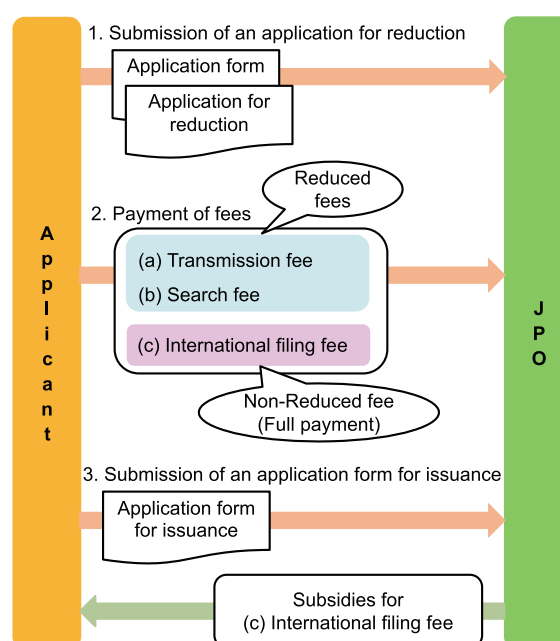 1. Submission of an application for reduction
Application form
Application for
reduction
Reduced
fees
2. Payment of fees
(a) Transmission fee
(b) Search fee
(c) International filing fee
Non-Reduced fee
(Full payment)
Applicant
JPO
3. Submission of an application form for issuance
Application form
for issuance
Subsidies for
(c) International filing fee